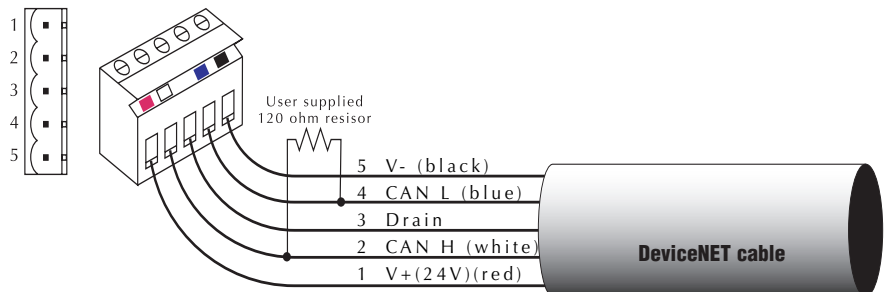 1
2
3
4
5
User supplied
120 ohm resisor
5 V- (black)
4 CAN L (blue)
3 Drain
2 CAN H (white)
1 V+(24V)(red)
DeviceNET cable